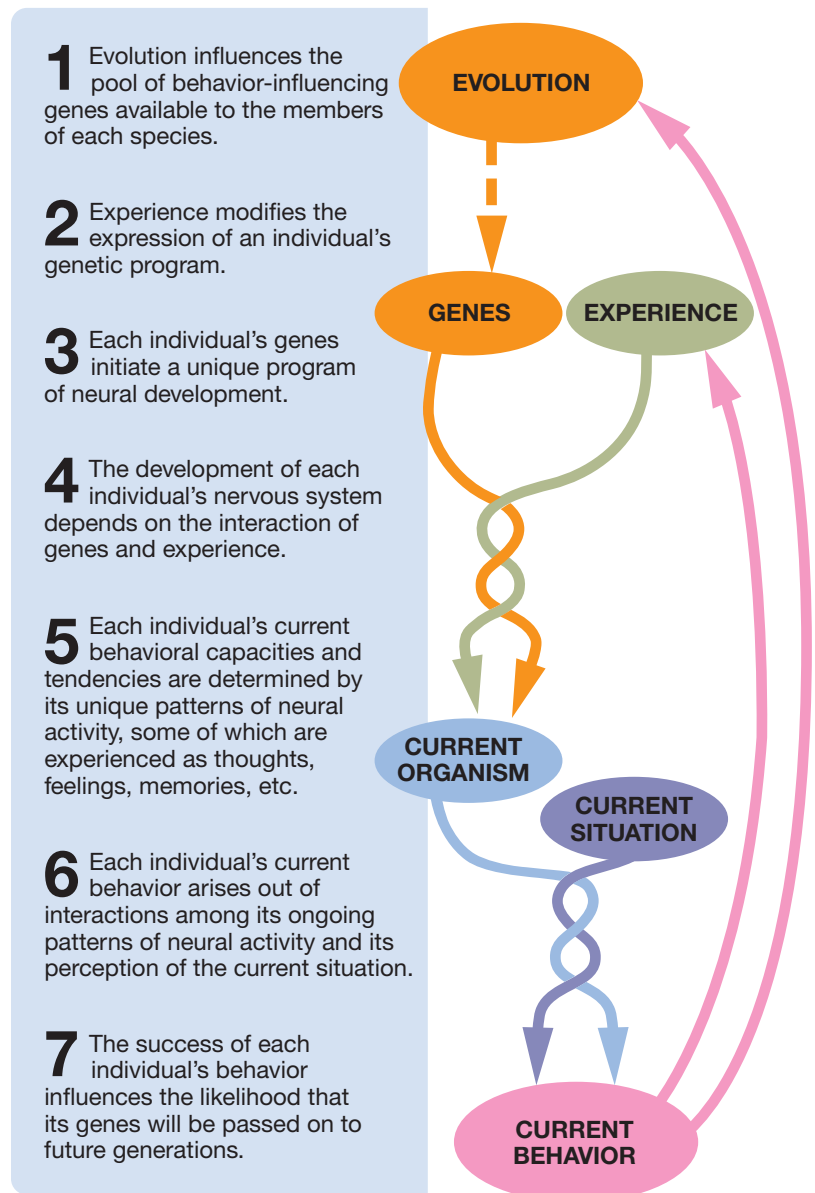 1 Evolution influences the
pool of behavior-influencing
genes available to the members
of each species.
2 Experience modifies the
expression of an individual’s
genetic program.
3 Each individual’s genes
initiate a unique program
of neural development.
4 The development of each
individual’s nervous system
depends on the interaction of
genes and experience.
5 Each individual’s current
behavioral capacities and
tendencies are determined by
its unique patterns of neural
activity, some of which are
experienced as thoughts,
feelings, memories, etc.
6 Each individual’s current
behavior arises out of
interactions among its ongoing
patterns of neural activity and its
perception of the current situation.
7 The success of each
individual’s behavior
influences the likelihood that
its genes will be passed on to
future generations.
EVOLUTION
GENES
EXPERIENCE
CURRENT
ORGANISM
CURRENT
SITUATION
CURRENT
BEHAVIOR